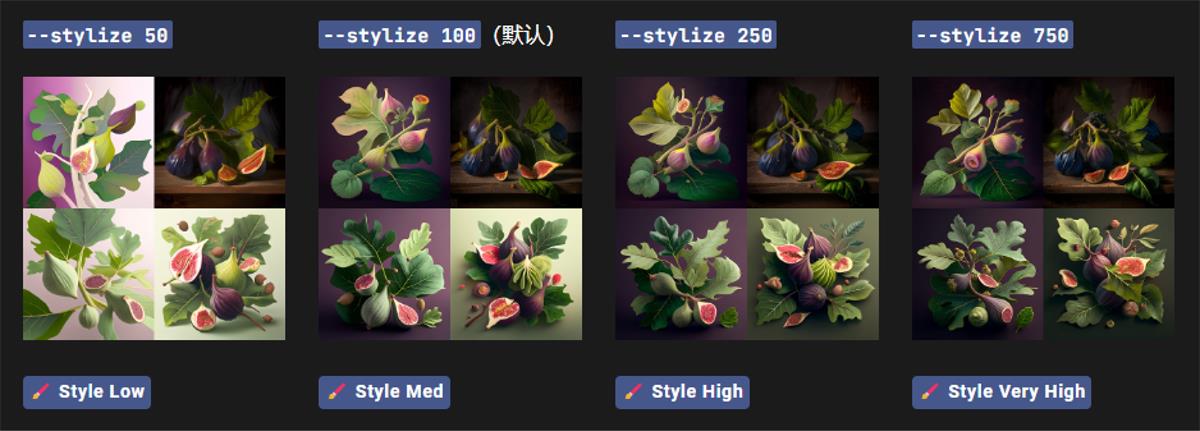 --stylize 50
--stylize 100 (默认)
--stylize 250
--stylize 750
Style Low
Style Med
Style High
Style Very High